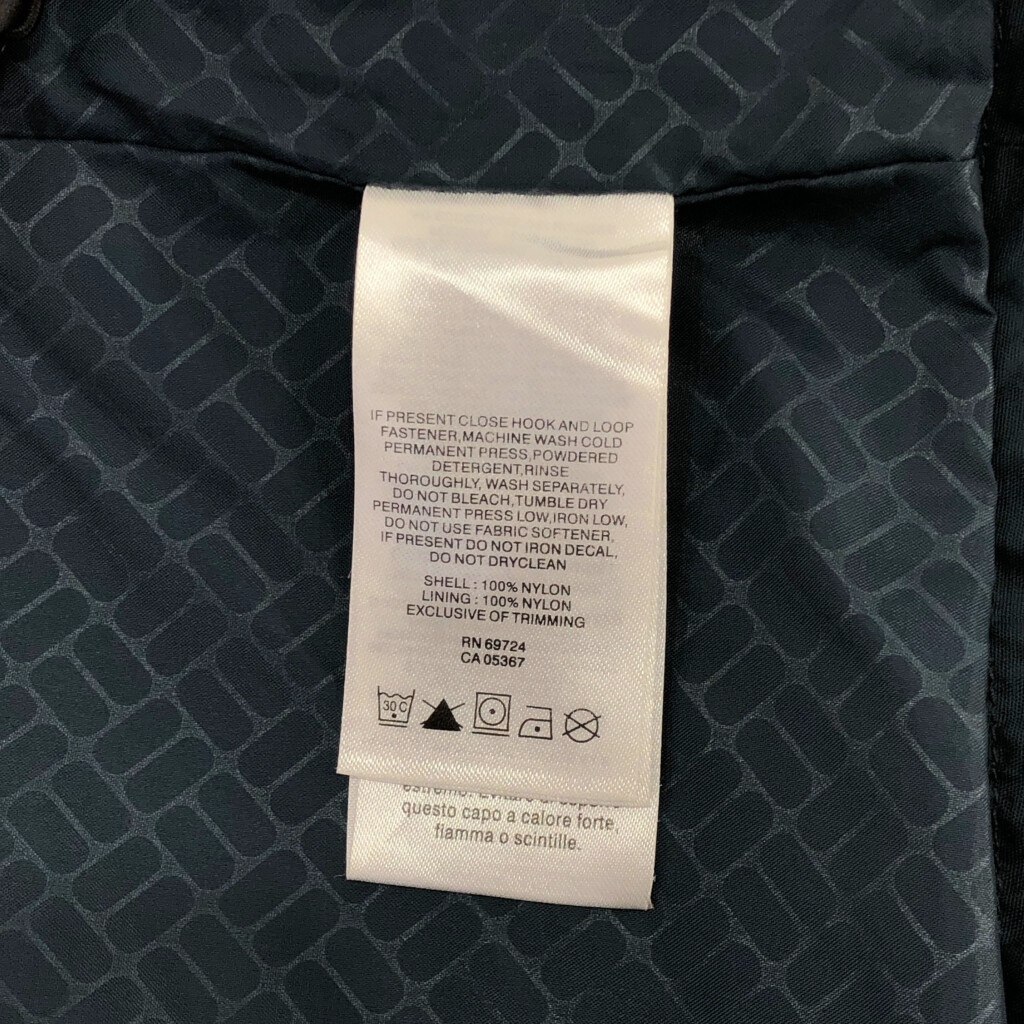 IF PRESENT CLOSE HOOK AND LOOP
FASTENER,MACHINE WASH COLD
PERMANENT PRESS,POWDERED
DETERGENT,RINSE
THOROUGHLY, WASH SEPARATELY,
DO NOT BLEACH,TUMBLE DRY
PERMANENT PRESS LOW,IRON LOW,
DO NOT USE FABRIC SOFTENER,
IF PRESENT DO NOT IRON DECAL,
DO NOT DRYCLEAN
SHELL : 100% NYLON
LINING : 100% NYLON
EXCLUSIVE OF TRIMMING
RN 69724
CA 05367
30 C
questo capo a calore forte,
fiamma o scintille.